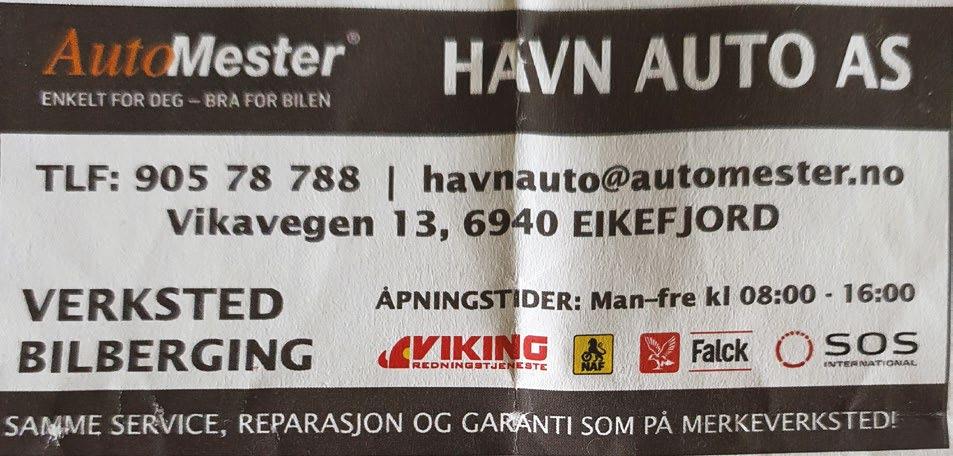 AutoMester®
HAVN AUTO AS
ENKELT FOR DEG – BRA FOR BILEN
TLF: 905 78 788 | havnauto@automester.no
Vikavegen 13, 6940 EIKEFJORD
VERKSTED
BILBERGING
ÅPNINGSTIDER: Man–fre kl 08:00 - 16:00
VIKING
REDNINGSTJENESTE
NAF
Falck
SOS
INTERNATIONAL
SAMME SERVICE, REPARASJON OG GARANTI SOM PÅ MERKEVERKSTED!